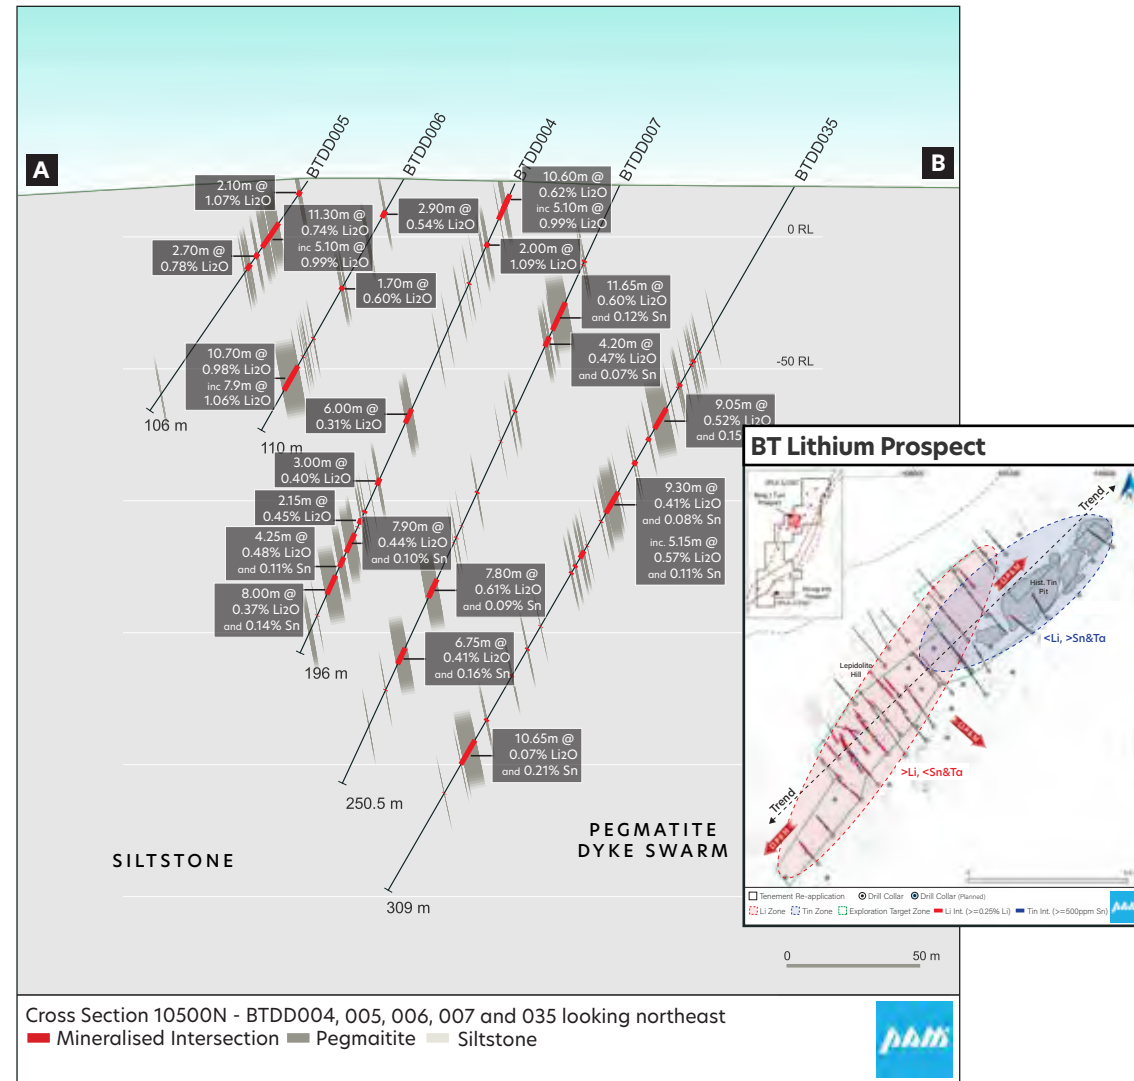 BTDD005
BTDD006
BTDD004
BTDD007
BTDD035
A
B
2.10m @
1.07% Li2O
11.30m @
0.74% Li2O
inc 5.10m @
0.99% Li2O
2.70m @
0.78% Li2O
2.90m @
0.54% Li2O
1.70m @
0.60% Li2O
10.70m @
0.98% Li2O
inc 7.9m @
1.06% Li2O
10.60m @
0.62% Li2O
inc 5.10m @
0.99% Li2O
2.00m @
1.09% Li2O
11.65m @
0.60% Li2O
and 0.12% Sn
4.20m @
0.47% Li2O
and 0.07% Sn
0 RL
-50 RL
6.00m @
0.31% Li2O
3.00m @
0.40% Li2O
2.15m @
0.45% Li2O
4.25m @
0.48% Li2O
and 0.11% Sn
7.90m @
0.44% Li2O
and 0.10% Sn
8.00m @
0.37% Li2O
and 0.14% Sn
7.80m @
0.61% Li2O
and 0.09% Sn
6.75m @
0.41% Li2O
and 0.16% Sn
9.05m @
0.52% Li2O
and 0.15
9.30m @
0.41% Li2O
and 0.08% Sn
inc. 5.15m @
0.57% Li2O
and 0.11% Sn
10.65m @
0.07% Li2O
and 0.21% Sn
106 m
110 m
196 m
250.5 m
309 m
SILTSTONE
PEGMATITE
DYKE SWARM
0 50 m
BT Lithium Prospect
Trend
OPEN
Hist. Tin
Pit
<Li, >Sn&Ta
Lepidolite
Hill
OPEN
>Li, <Sn&Ta
Trend
OPEN
Tenement Re-application Drill Collar Drill Collar (Planned)
Li Zone Tin Zone Exploration Target Zone Li Int. (>=0.25% Li) Tin Int. (>=500ppm Sn)
Cross Section 10500N - BTDD004, 005, 006, 007 and 035 looking northeast
Mineralised Intersection Pegmaitite Siltstone
pam